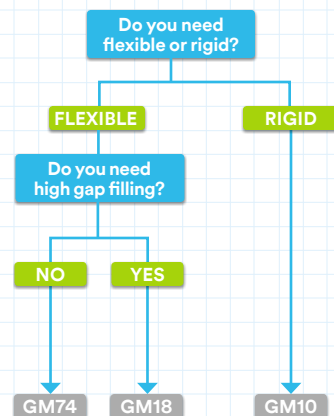 Do you need
flexible or rigid?
FLEXIBLE
RIGID
Do you need
high gap filling?
NO
YES
GM74
GM18
GM10